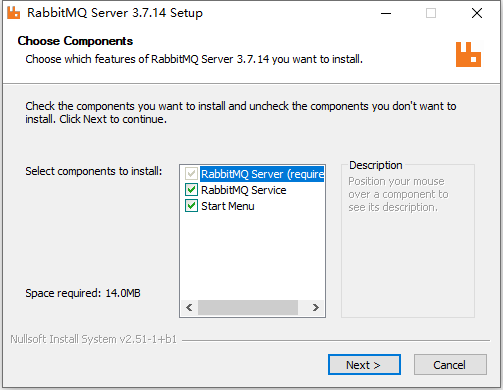 RabbitMQ Server 3.7.14 Setup
Choose Components
Choose which features of RabbitMQ Server 3.7.14 you want to install.
Check the components you want to install and uncheck the components you don't want to
install. Click Next to continue.
Select components to install:
RabbitMQ Server (require
RabbitMQ Service
Start Menu
Description
Position your mouse
over a component to
see its description.
Space required: 14.0MB
Nullsoft Install System v2.51-1+b1
Next >
Cancel